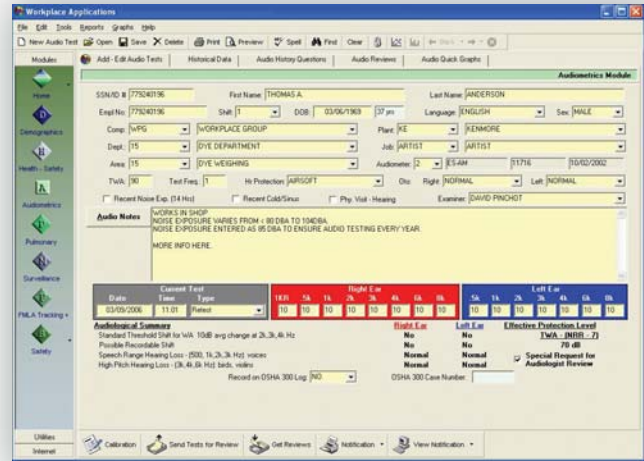 Workplace Applications
File Edit Tools Reports Graphs Help
New Audio Test Open Save Delete Print Preview Spell Find Clear
Modules Add - Edit Audio Tests Historical Data Audio History Questions Audio Reviews Audio Quick Graphs
Audiometrics Module
Home
Demographics
Health - Safety
Audiometrics
Pulmonary
Surveillance
FMLA Tracking +
Safety
Utilities
Internet
SSN/ID # 779240196 First Name: THOMAS A. Last Name: ANDERSON
Empl No: 779240196 Shift: 1 DOB: 03/06/1969 37 yrs Language: ENGLISH Sex: MALE
Comp: WPG WORKPLACE GROUP Plant: KE KENMORE
Dept.: 15 DYE DEPARTMENT Job: ARTIST ARTIST
Area: 15 DYE WEIGHING Audiometer: 2 ES-AM 11716 10/02/2002
TWA: 90 Test Freq.: 1 Hr Protection: AIRSOFT Oto: Right: NORMAL Left: NORMAL
Recent Noise Exp. (14 Hrs) Recent Cold/Sinus Phy. Visit - Hearing Examiner: DAVID PINCHOT
Audio Notes
WORKS IN SHOP
NOISE EXPOSURE VARIES FROM < 80 DBA TO 104DBA.
NOISE EXPOSURE ENTERED AS 85 DBA TO ENSURE AUDIO TESTING EVERY YEAR.
MORE INFO HERE.
Current Test Right Ear Left Ear
Date Time Type 1KR .5k 1k 2k 3k 4k 6k 8k .5k 1k 2k 3k 4k 6k 8k
03/09/2006 11.01 Retest 10 10 10 10 10 10 10 10 10 10 10 10 10 10 10
Audiological Summary Right Ear Left Ear Effective Protection Level
Standard Threshold Shift for WA 10dB avg change at 2k,3k,4k Hz No No TWA - (NRR - 7)
Possible Recordable Shift No No 70 dB
Speech Range Hearing Loss - (500, 1k,2k,3k Hz) voices Normal Normal Special Request for
High Pitch Hearing Loss - (3k,4k,6k Hz) birds, violins Normal Normal Audiologist Review
Record on OSHA 300 Log: NO OSHA 300 Case Number:
Calibration Send Tests for Review Get Reviews Notification View Notification